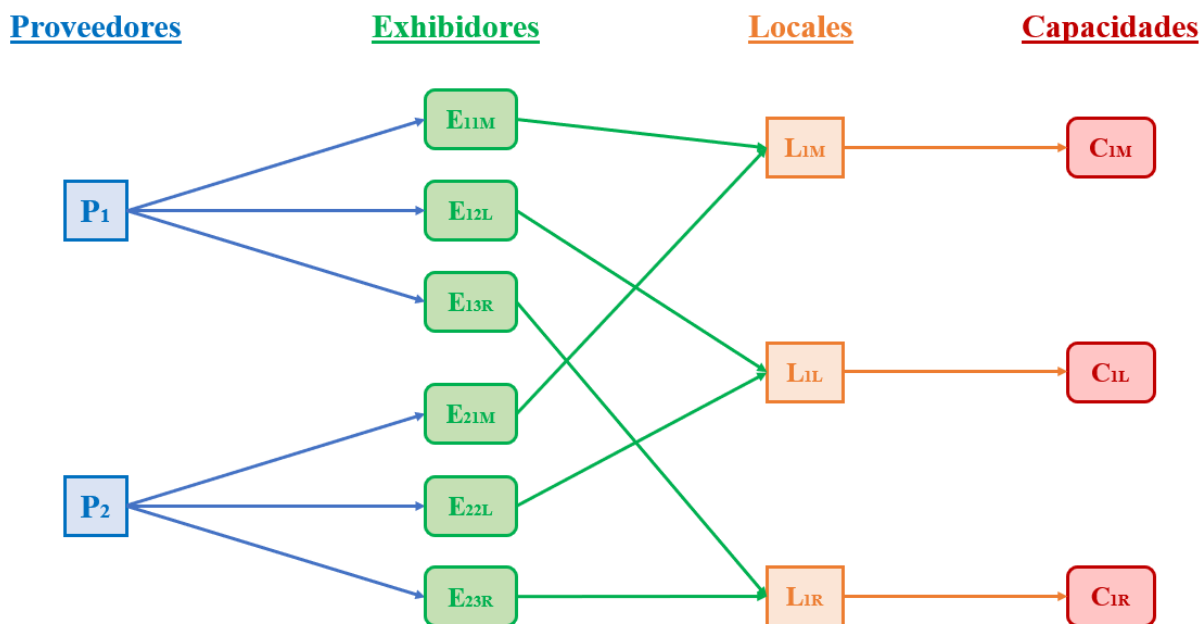 Proveedores Exhibidores Locales Capacidades
E11M
L1M C1M
P1 E12L
E13R
L1L C1L
E21M
P2 E22L
E23R L1R C1R